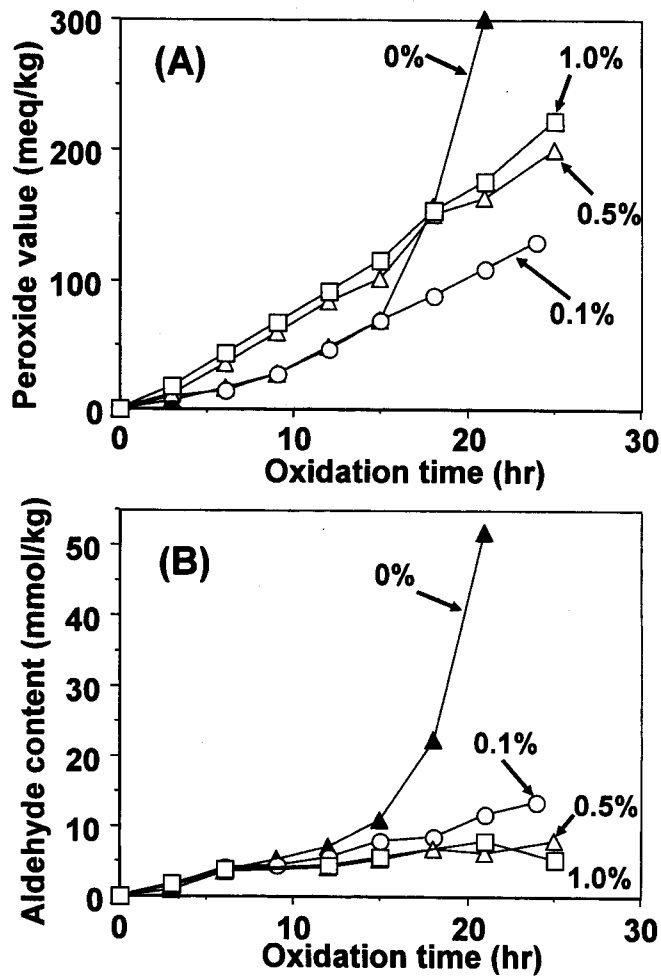 300
(A)
0%
1.0%
200
0.5%
100
0.1%
0
0 10 20 30
Peroxide value (meq/kg)
Oxidation time (hr)
50
(B)
0%
40
30
20
0.1%
0.5%
10
1.0%
0
0 10 20 30
Aldehyde content (mmol/kg)
Oxidation time (hr)